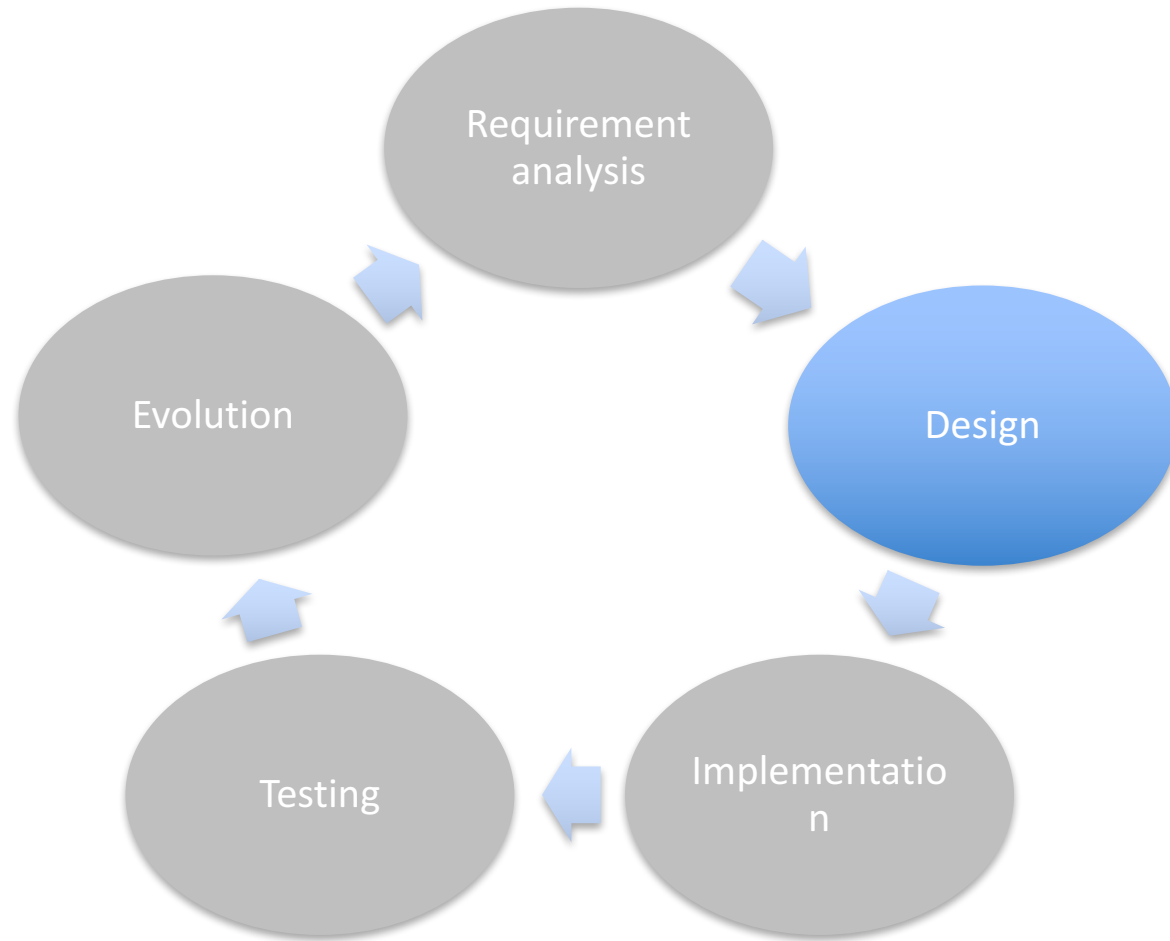 Requirement
analysis
Design
Implementatio
n
Testing
Evolution